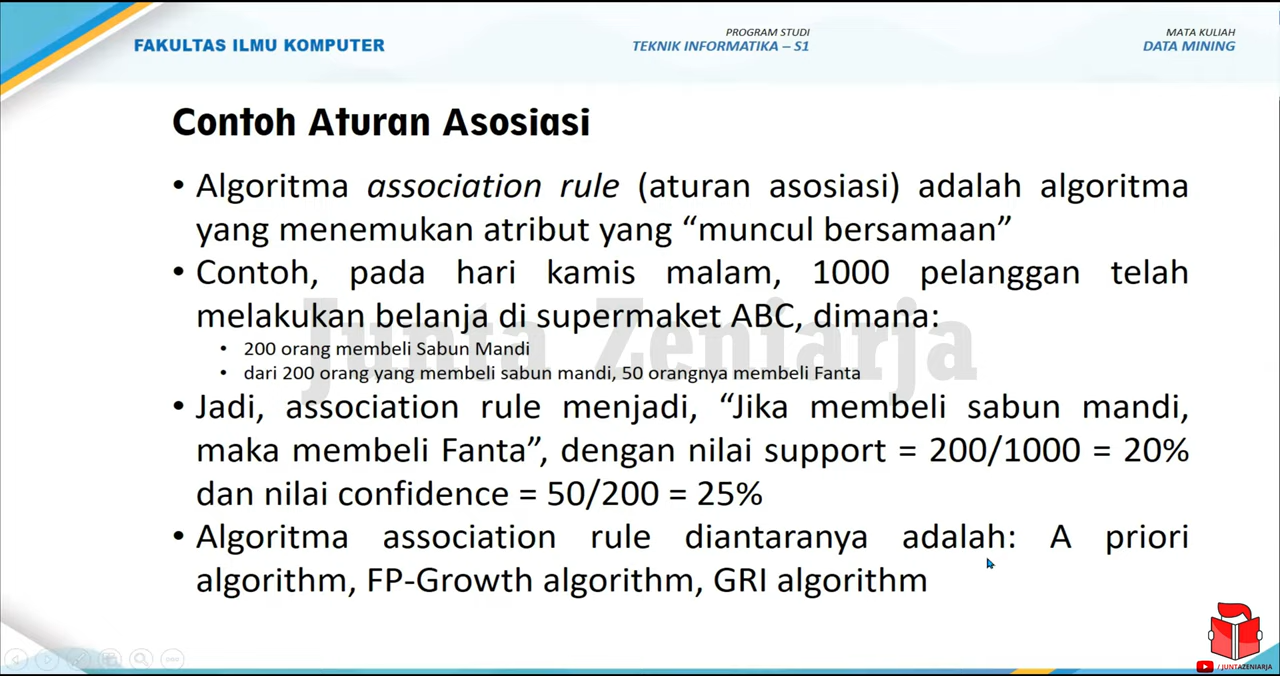 FAKULTAS ILMU KOMPUTER
PROGRAM STUDI
TEKNIK INFORMATIKA – S1
MATA KULIAH
DATA MINING
Contoh Aturan Asosiasi
• Algoritma association rule (aturan asosiasi) adalah algoritma
yang menemukan atribut yang “muncul bersamaan”
• Contoh, pada hari kamis malam, 1000 pelanggan telah
melakukan belanja di supermaket ABC, dimana:
• 200 orang membeli Sabun Mandi
• dari 200 orang yang membeli sabun mandi, 50 orangnya membeli Fanta
• Jadi, association rule menjadi, “Jika membeli sabun mandi,
maka membeli Fanta”, dengan nilai support = 200/1000 = 20%
dan nilai confidence = 50/200 = 25%
• Algoritma association rule diantaranya adalah: A priori
algorithm, FP-Growth algorithm, GRI algorithm
Junta Zeniarja
/ JUNTAZENIARJA